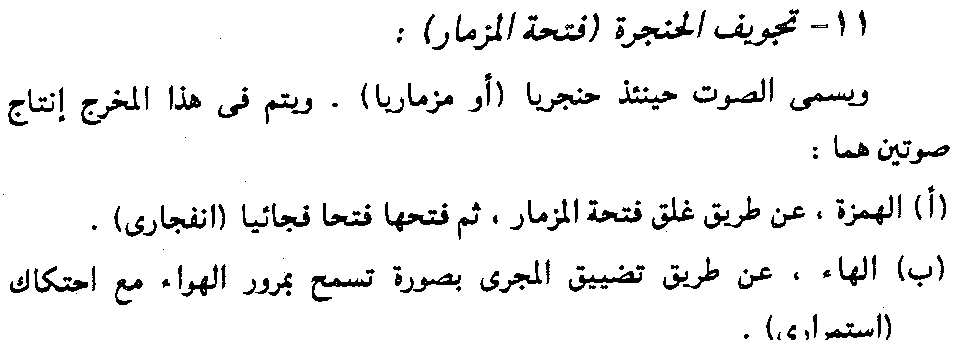 ١١- تجويف الحنجرة (فتحة المزمار) :
ويسمى الصوت حينئذ حنجريا (أو مزماريا) . ويتم فى هذا المخرج إنتاج
صوتين هما :
(أ) الهمزة ، عن طريق غلق فتحة المزمار ، ثم فتحها فتحا فجائيا (انفجارى) .
(ب) الهاء ، عن طريق تضييق المجرى بصورة تسمح بمرور الهواء مع احتكاك
(استمرارى) .